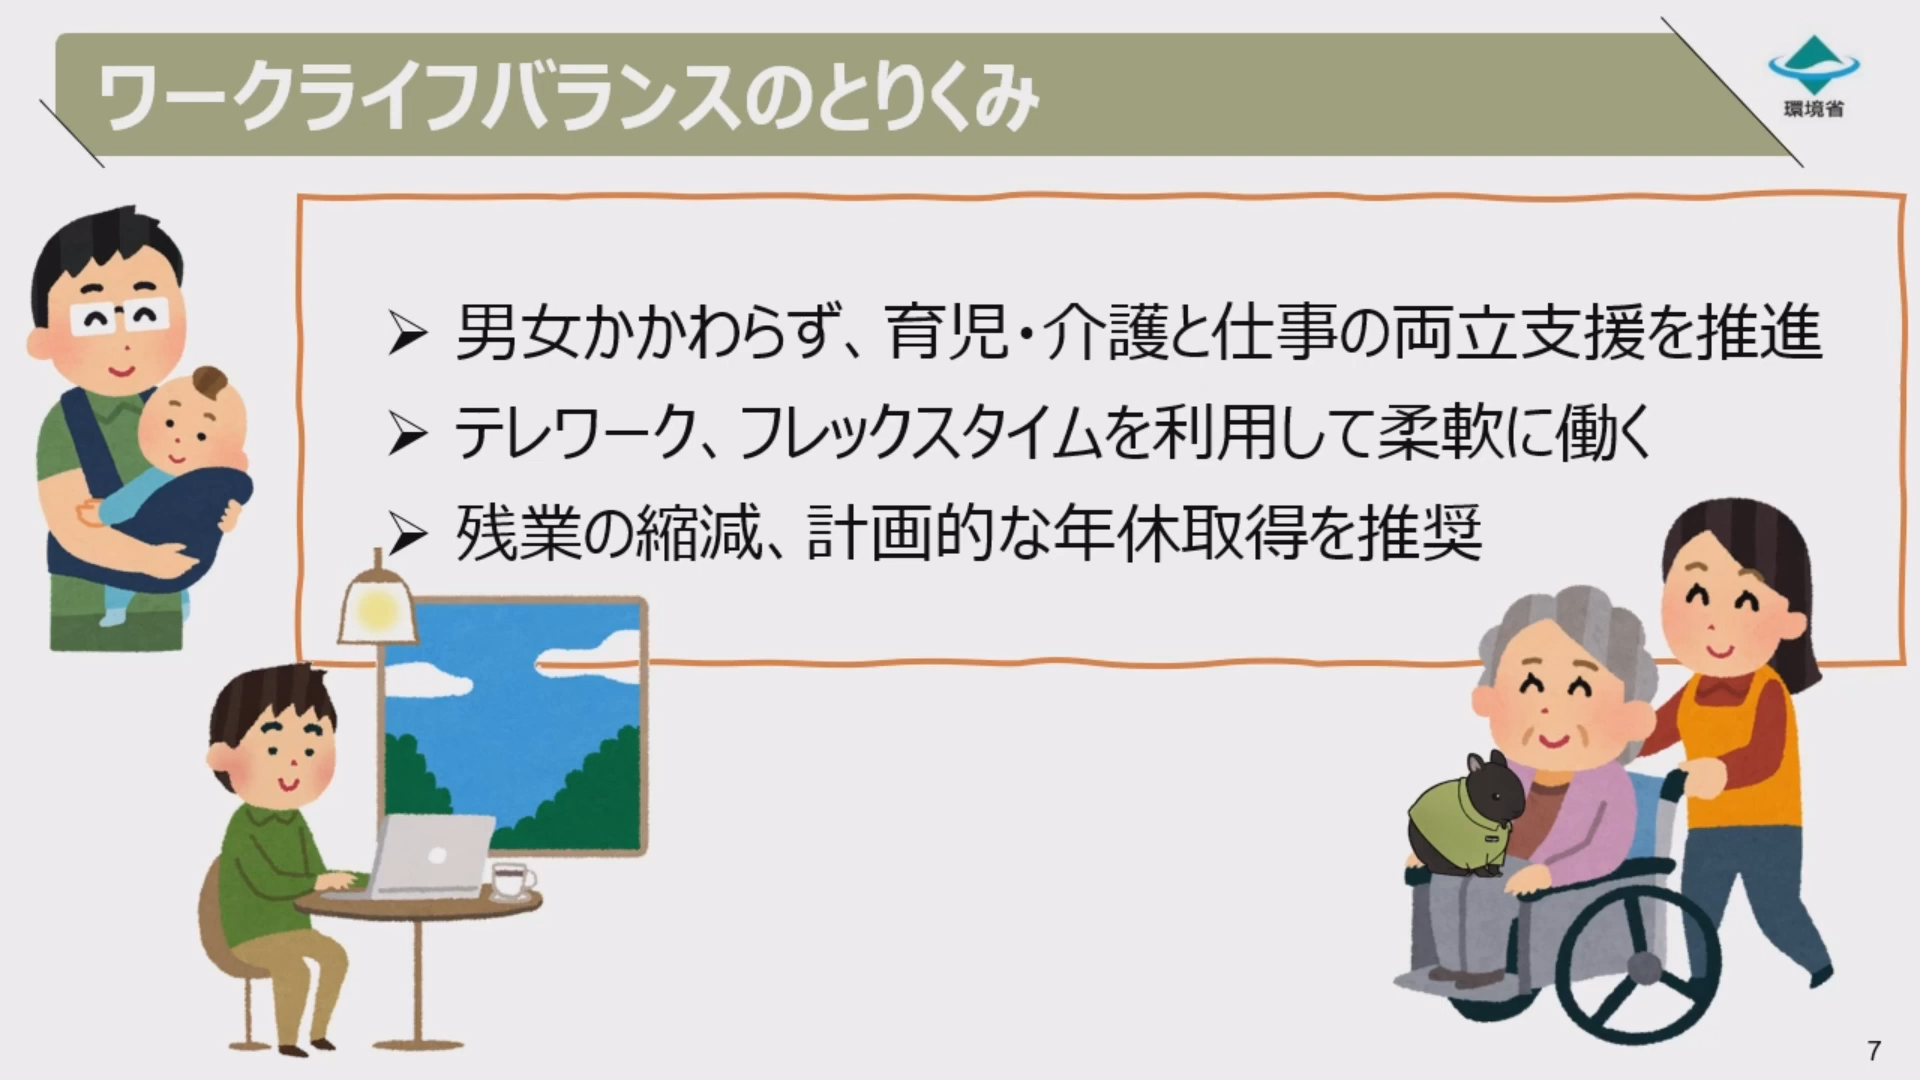 ワークライフバランスのとりくみ
環境省
➢ 男女かかわらず、育児・介護と仕事の両立支援を推進
➢ テレワーク、フレックスタイムを利用して柔軟に働く
➢ 残業の縮減、計画的な年休取得を推奨
7